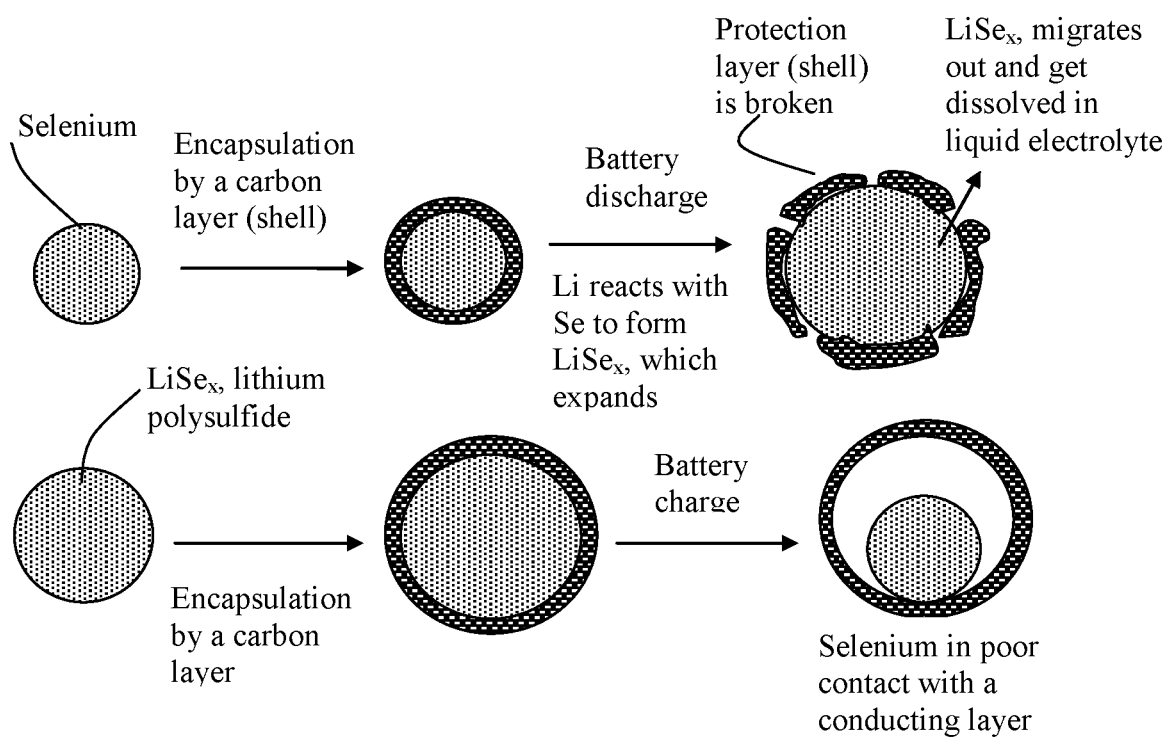 Selenium
Encapsulation
by a carbon
layer (shell)
Battery
discharge
Li reacts with
Se to form
LiSeₓ, which
expands
Protection
layer (shell)
is broken
LiSeₓ, migrates
out and get
dissolved in
liquid electrolyte
LiSeₓ, lithium
polysulfide
Encapsulation
by a carbon
layer
Battery
charge
Selenium in poor
contact with a
conducting layer